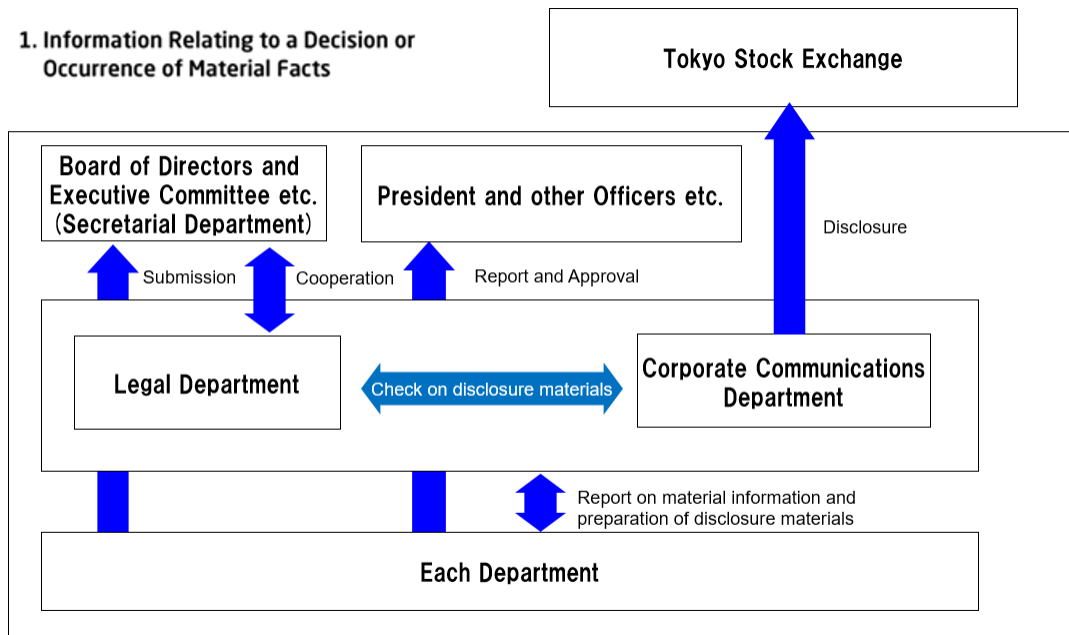 1. Information Relating to a Decision or
Occurrence of Material Facts
Tokyo Stock Exchange
Board of Directors and
Executive Committee etc.
(Secretarial Department)
President and other Officers etc.
Disclosure
Submission
Cooperation
Report and Approval
Legal Department
Check on disclosure materials
Corporate Communications
Department
Report on material information and
preparation of disclosure materials
Each Department